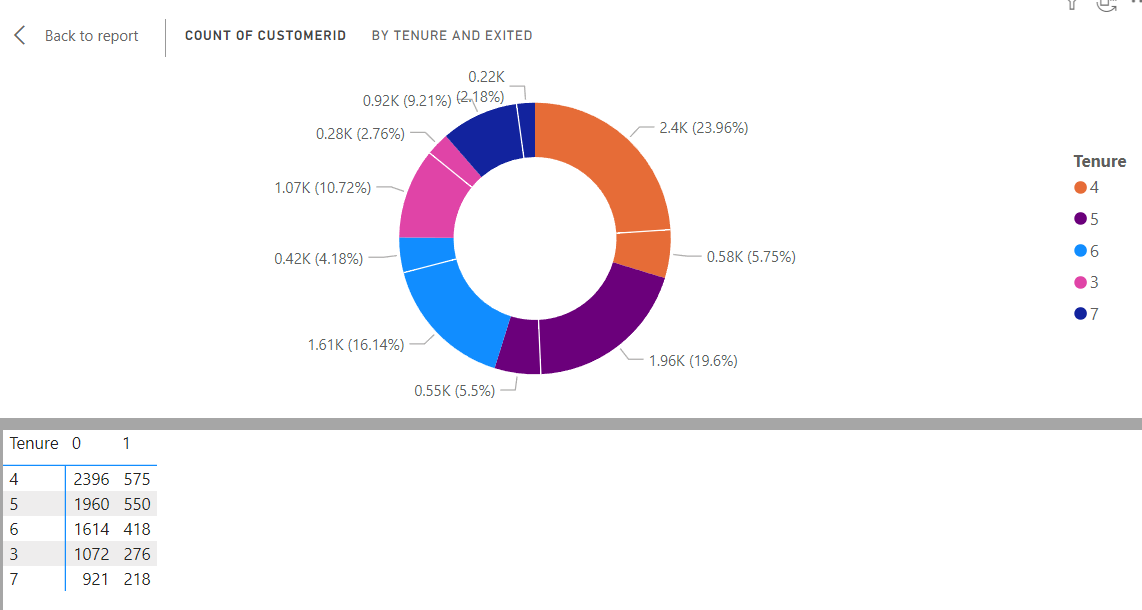 Back to report
COUNT OF CUSTOMERID BY TENURE AND EXITED
0.22K
(2.18%)
0.92K (9.21%)
2.4K (23.96%)
0.28K (2.76%)
1.07K (10.72%)
0.42K (4.18%)
0.58K (5.75%)
1.61K (16.14%)
1.96K (19.6%)
0.55K (5.5%)
Tenure
4
5
6
3
7
Tenure 0 1
4 2396 575
5 1960 550
6 1614 418
3 1072 276
7 921 218